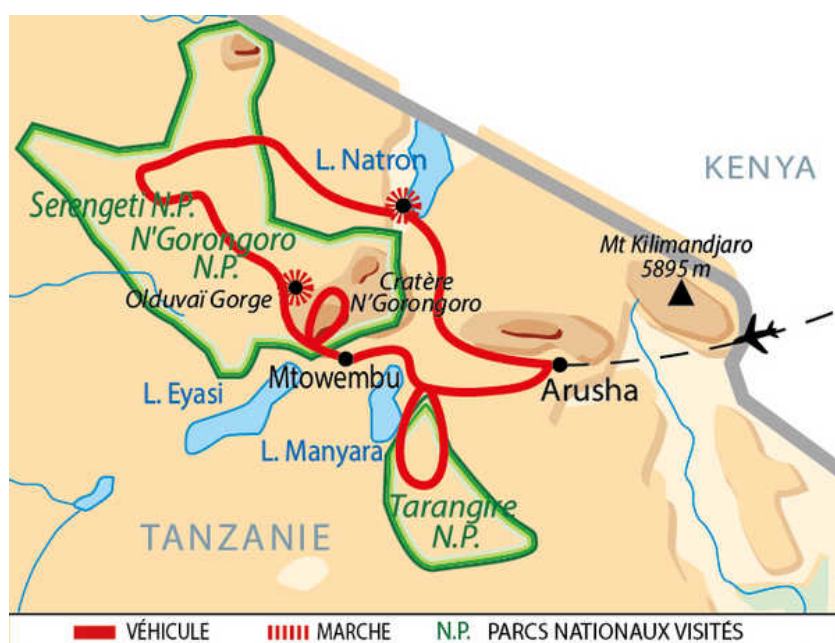 L. Natron
KENYA
Serengeti N.P.
N'Gorongoro
N.P.
Mt Kilimandjaro
5895 m
Olduvaï Gorge
Cratère
N'Gorongoro
Mtowembu
Arusha
L. Eyasi
L. Manyara
Tarangire
N.P.
TANZANIE
VÉHICULE MARCHE N.P. PARCS NATIONAUX VISITÉS